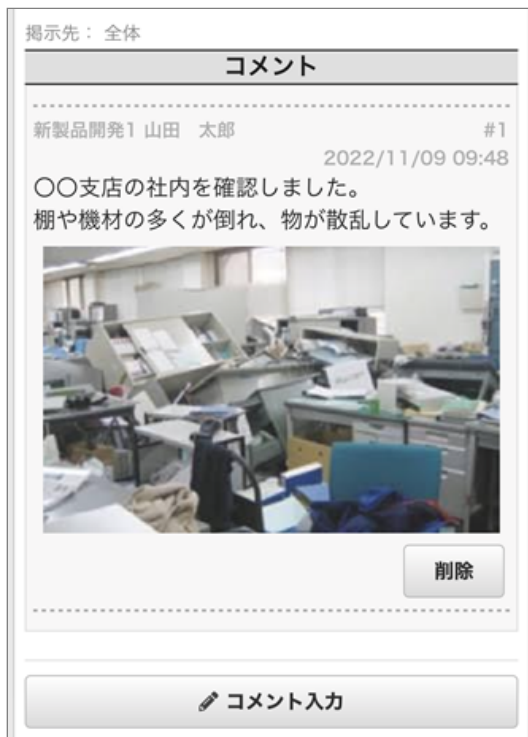 掲示先： 全体
コメント
新製品開発1 山田　太郎 #1
2022/11/09 09:48
〇〇支店の社内を確認しました。
棚や機材の多くが倒れ、物が散乱しています。
削除
コメント入力